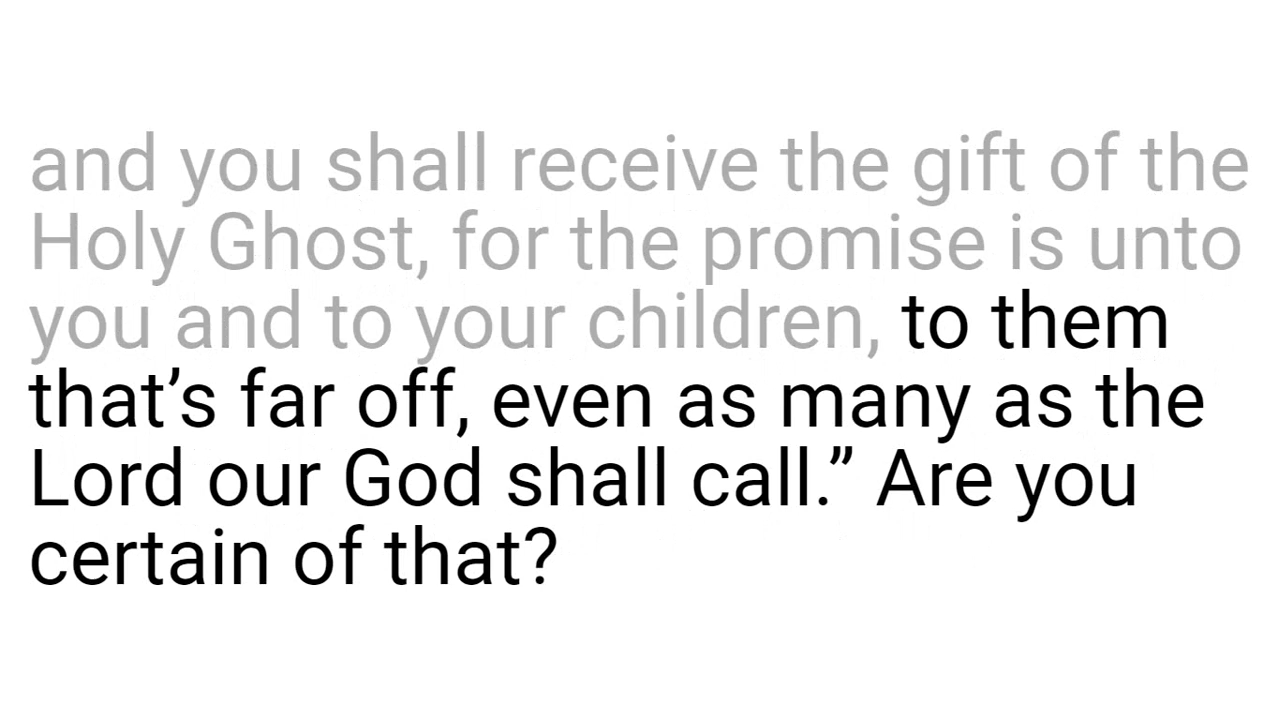 and you shall receive the gift of the
Holy Ghost, for the promise is unto
you and to your children, to them
that’s far off, even as many as the
Lord our God shall call.” Are you
certain of that?